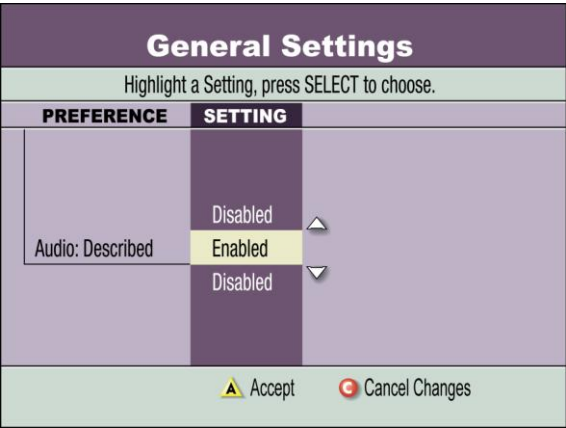 General Settings
Highlight a Setting, press SELECT to choose.
PREFERENCE SETTING
Disabled
Audio: Described Enabled
Disabled
A Accept C Cancel Changes